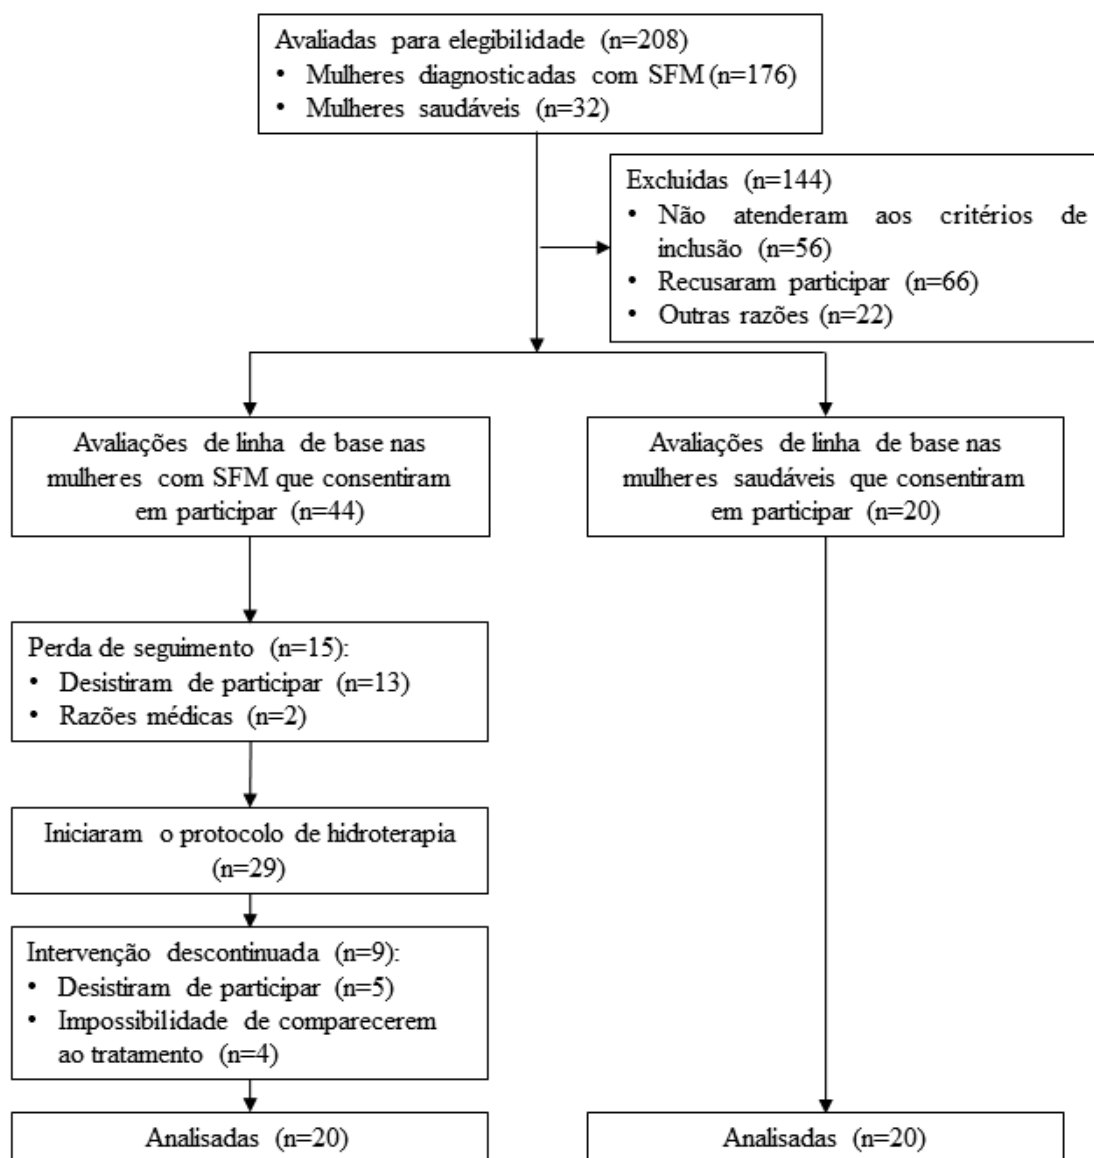 Avaliadas para elegibilidade (n=208)
• Mulheres diagnosticadas com SFM (n=176)
• Mulheres saudáveis (n=32)
Excluídas (n=144)
• Não atenderam aos critérios de
inclusão (n=56)
• Recusaram participar (n=66)
• Outras razões (n=22)
Avaliações de linha de base nas
mulheres com SFM que consentiram
em participar (n=44)
Avaliações de linha de base nas
mulheres saudáveis que consentiram
em participar (n=20)
Perda de seguimento (n=15):
• Desistiram de participar (n=13)
• Razões médicas (n=2)
Iniciaram o protocolo de hidroterapia
(n=29)
Intervenção descontinuada (n=9):
• Desistiram de participar (n=5)
• Impossibilidade de comparecerem
ao tratamento (n=4)
Analisadas (n=20)
Analisadas (n=20)